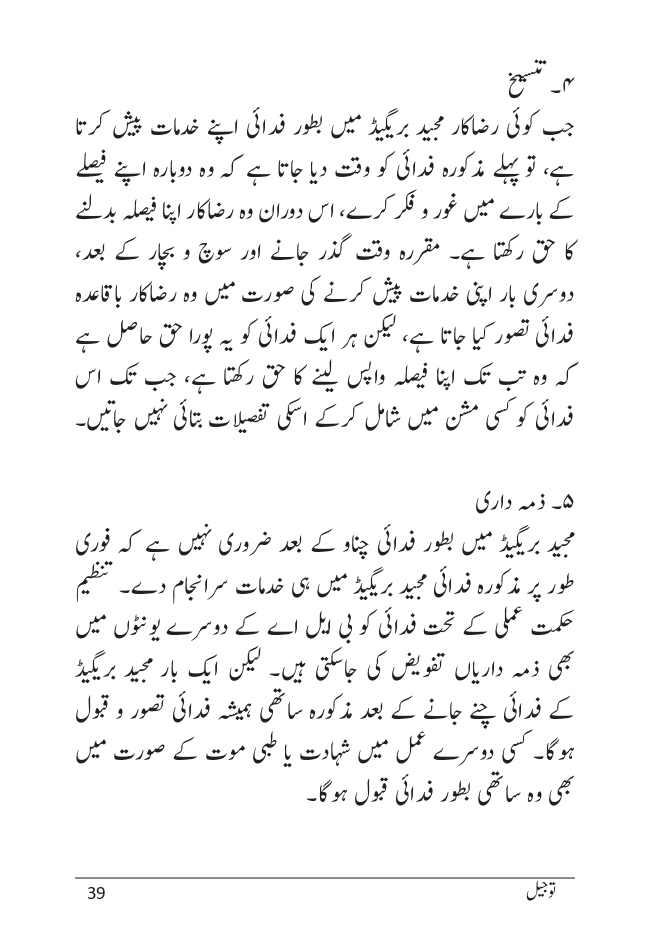 ۴۔ تنسیخ
جب کوئی رضاکار مجید بریگیڈ میں بطور فدائی اپنے خدمات پیش کرتا
ہے، تو پہلے مذکورہ فدائی کو وقت دیا جاتا ہے کہ وہ دوبارہ اپنے فیصلے
کے بارے میں غور و فکر کرے، اس دوران وہ رضاکار اپنا فیصلہ بدلنے
کا حق رکھتا ہے۔ مقررہ وقت گذر جانے اور سوچ و بچار کے بعد،
دوسری بار اپنی خدمات پیش کرنے کی صورت میں وہ رضاکار باقاعدہ
فدائی تصور کیا جاتا ہے، لیکن ہر ایک فدائی کو یہ پورا حق حاصل ہے
کہ وہ تب تک اپنا فیصلہ واپس لینے کا حق رکھتا ہے، جب تک اس
فدائی کو کسی مشن میں شامل کرکے اسکی تفصیلات بتائی نہیں جاتیں۔
۵۔ ذمہ داری
مجید بریگیڈ میں بطور فدائی چناو کے بعد ضروری نہیں ہے کہ فوری
طور پر مذکورہ فدائی مجید بریگیڈ میں ہی خدمات سرانجام دے۔ تنظیم
حکمت عملی کے تحت فدائی کو بی ایل اے کے دوسرے یونٹوں میں
بھی ذمہ داریاں تفویض کی جاسکتی ہیں۔ لیکن ایک بار مجید بریگیڈ
کے فدائی چنے جانے کے بعد مذکورہ ساتھی ہمیشہ فدائی تصور و قبول
ہوگا۔ کسی دوسرے عمل میں شہادت یا طبی موت کے صورت میں
بھی وہ ساتھی بطور فدائی قبول ہوگا۔
توجیل
39